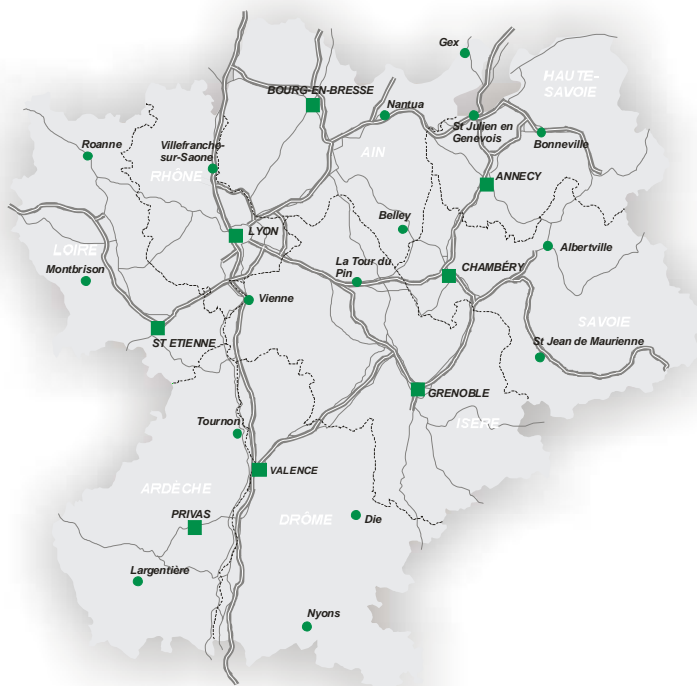 Gex
HAUTE-
SAVOIE
BOURG-EN-BRESSE
Nantua
St Julien en
Genevois
Bonneville
Roanne
Villefranche-
sur-Saone
AIN
RHÔNE
ANNECY
Belley
LYON
LOIRE
La Tour du
Pin
CHAMBÉRY
Albertville
Montbrison
Vienne
SAVOIE
ST ETIENNE
St Jean de Maurienne
GRENOBLE
Tournon
ISÈRE
VALENCE
ARDÈCHE
PRIVAS
DRÔME
Die
Largentière
Nyons